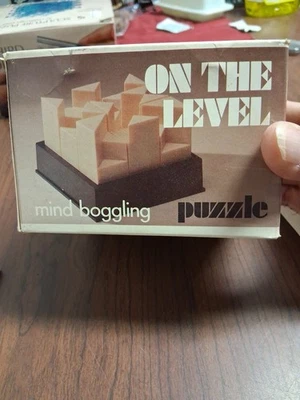 ON THE
LEVEL
mind boggling puzzle